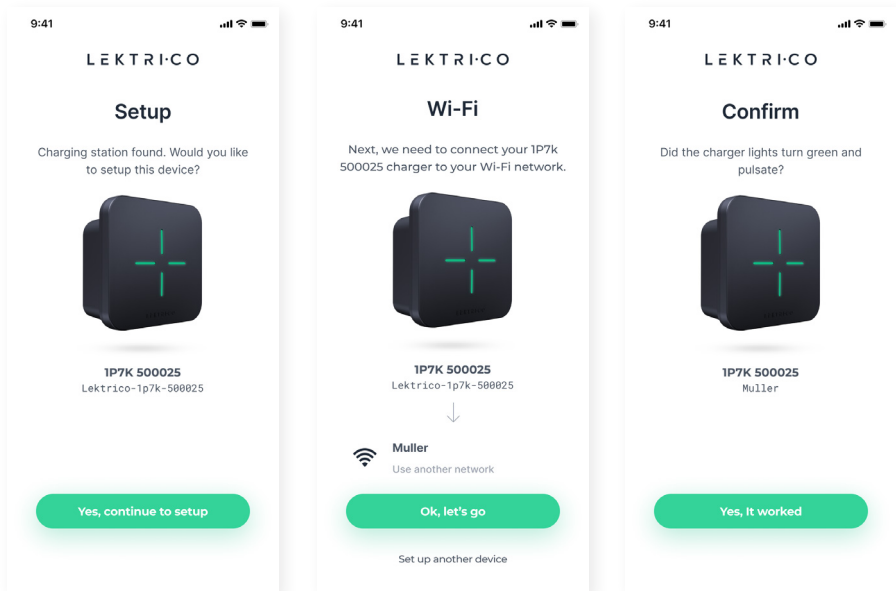 9:41
LEKTRI·CO
Setup
Charging station found. Would you like
to setup this device?
1P7K 500025
Lektrico-1p7k-500025
Yes, continue to setup
9:41
LEKTRI·CO
Wi-Fi
Next, we need to connect your 1P7k
500025 charger to your Wi-Fi network.
1P7K 500025
Lektrico-1p7k-500025
Muller
Use another network
Ok, let's go
Set up another device
9:41
LEKTRI·CO
Confirm
Did the charger lights turn green and
pulsate?
1P7K 500025
Muller
Yes, It worked